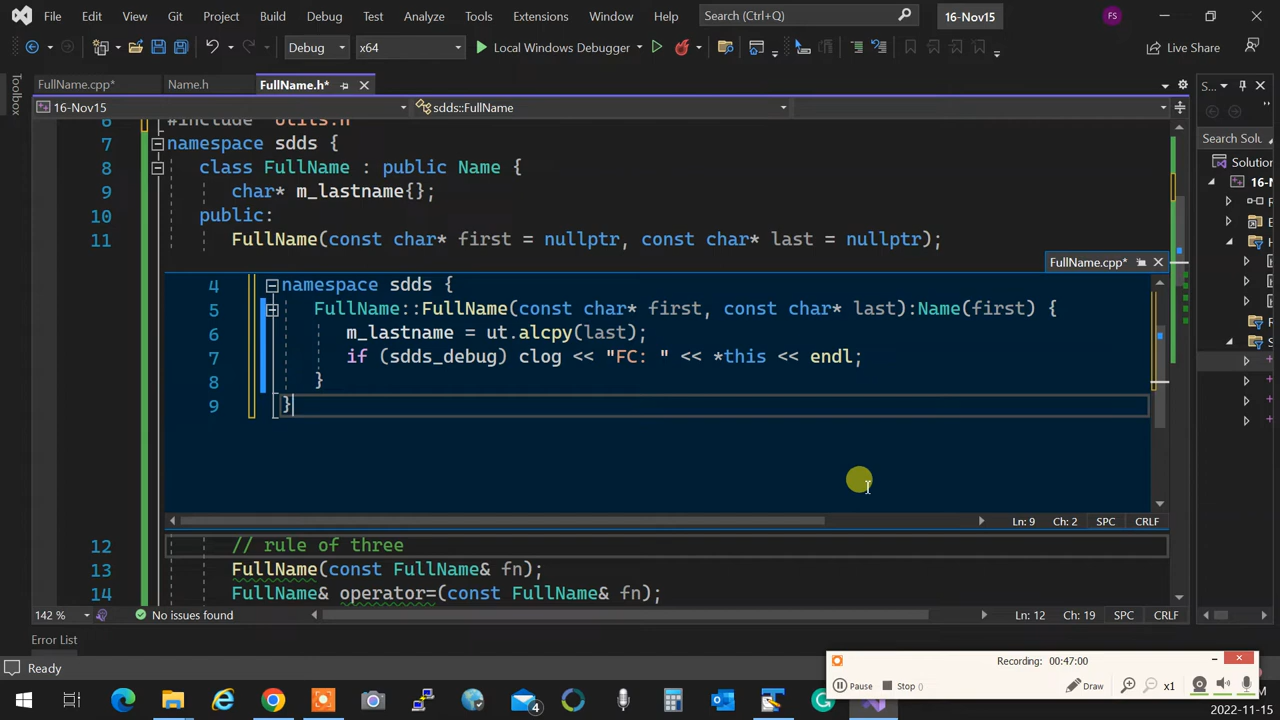 File Edit View Git Project Build Debug Test Analyze Tools Extensions Window Help Search (Ctrl+Q) 16-Nov15 FS
Debug x64 Local Windows Debugger Live Share
Toolbox
FullName.cpp* Name.h FullName.h* S...
16-Nov15 sdds::FullName
Search Solu
Solution
16-N
6 #include "Utils.h"
7 namespace sdds {
8 class FullName : public Name {
9 char* m_lastname{};
10 public:
11 FullName(const char* first = nullptr, const char* last = nullptr);
FullName.cpp*
4 namespace sdds {
5 FullName::FullName(const char* first, const char* last):Name(first) {
6 m_lastname = ut.alcpy(last);
7 if (sdds_debug) clog << "FC: " << *this << endl;
8 }
9 }
Ln: 9 Ch: 2 SPC CRLF
12 // rule of three
13 FullName(const FullName& fn);
14 FullName& operator=(const FullName& fn);
142 % No issues found Ln: 12 Ch: 19 SPC CRLF
Error List
Ready
Recording: 00:47:00
Pause Stop () Draw x1
4
2022-11-15